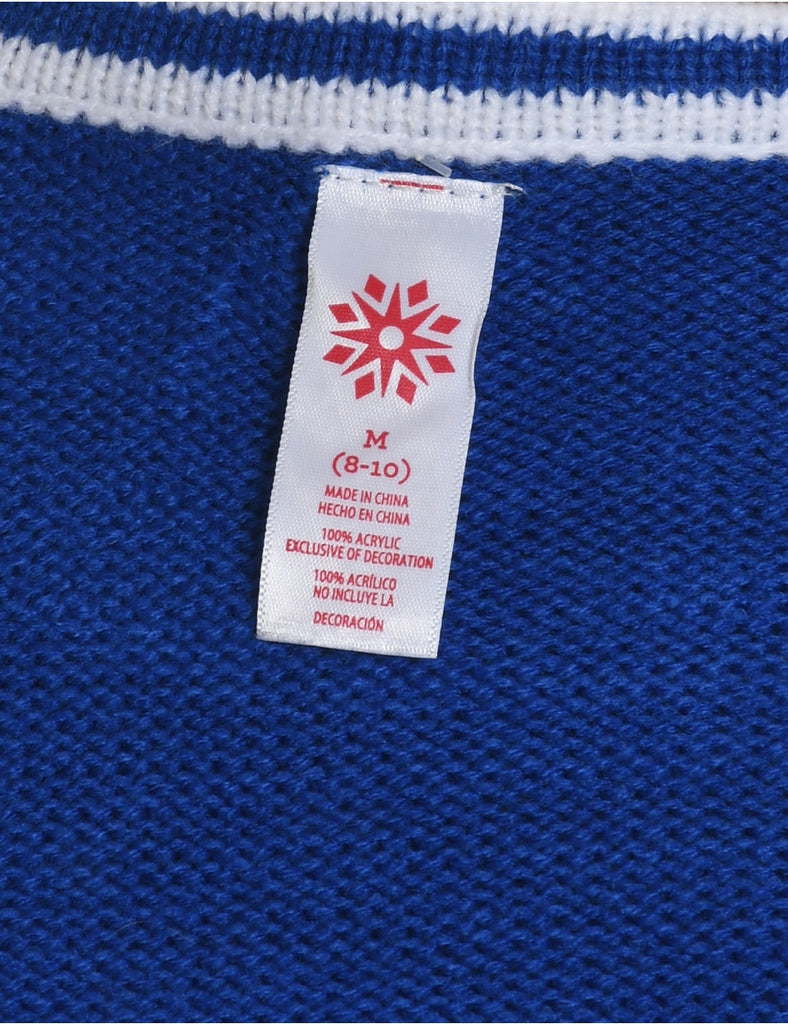 M
(8-10)
MADE IN CHINA
HECHO EN CHINA
100% ACRYLIC
EXCLUSIVE OF DECORATION
100% ACRÍLICO
NO INCLUYE LA
DECORACIÓN